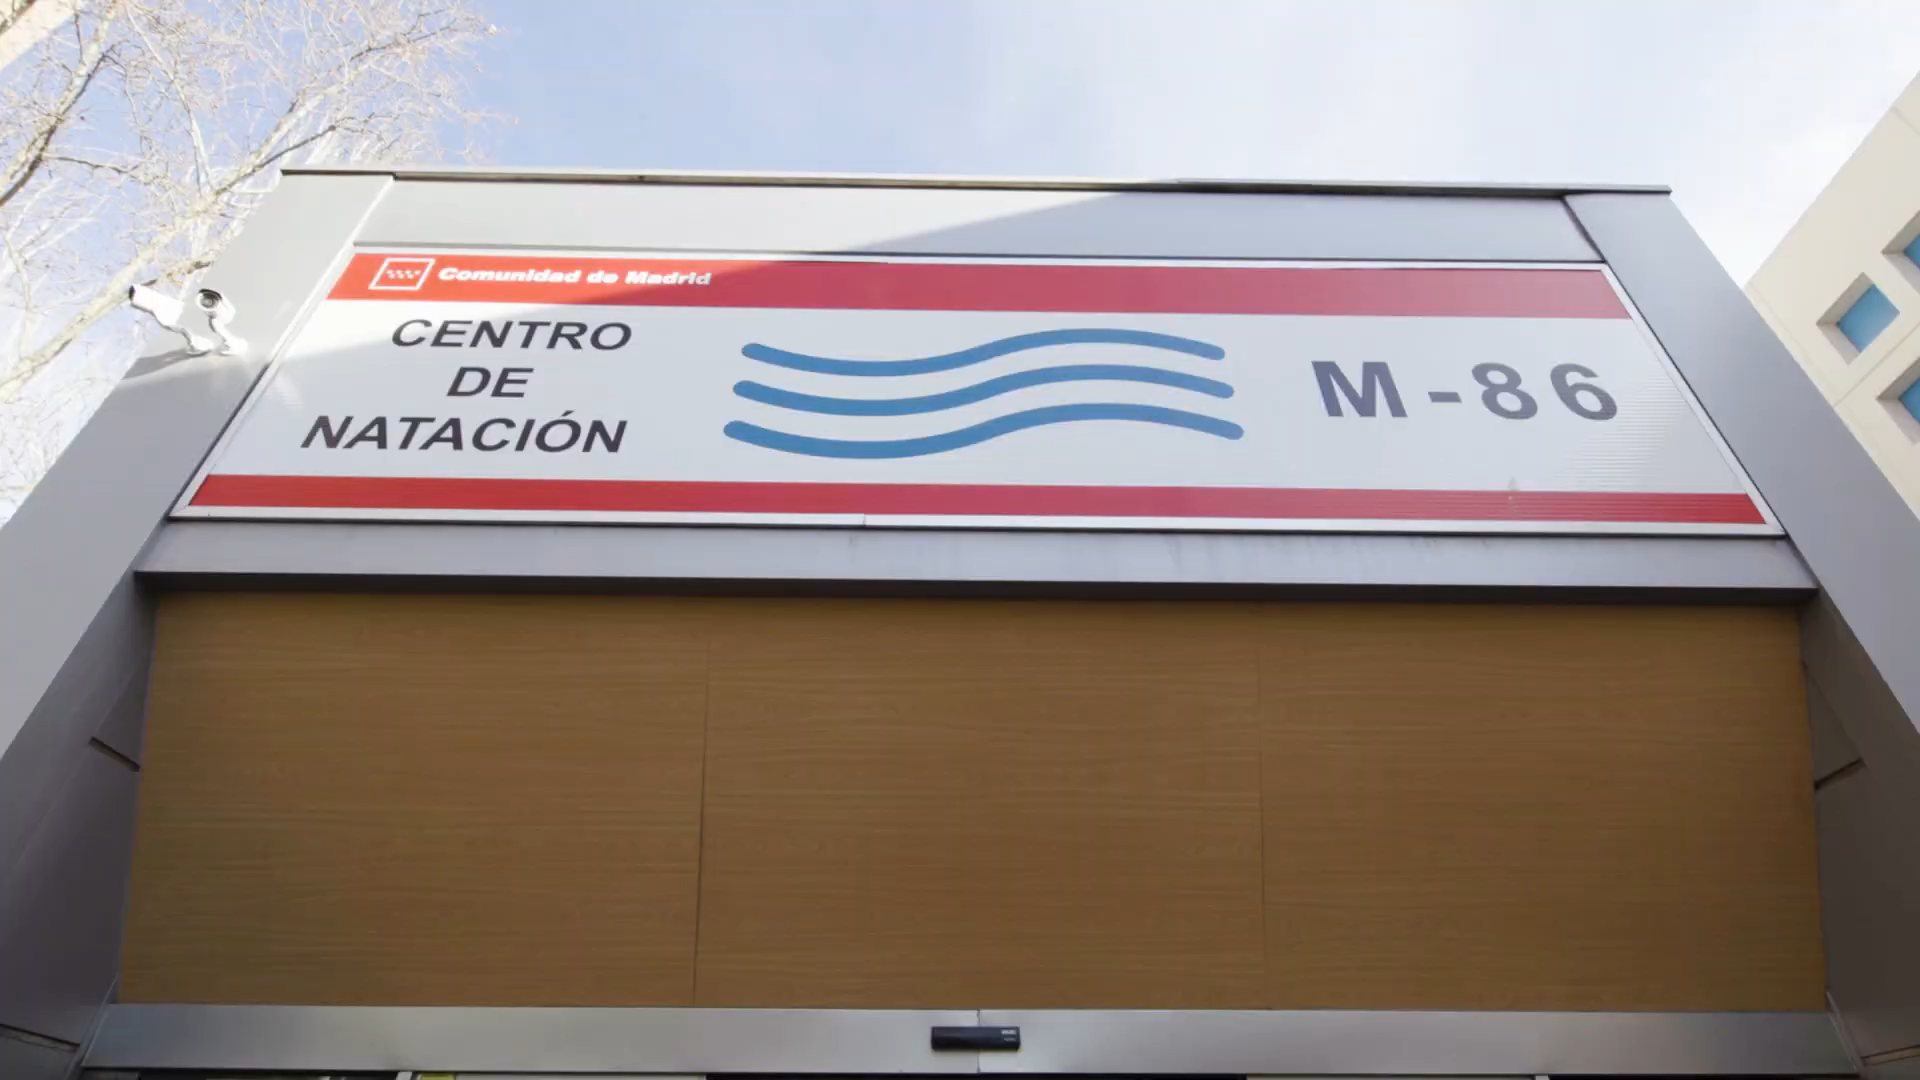 Comunidad de Madrid
CENTRO
DE
NATACIÓN
M-86